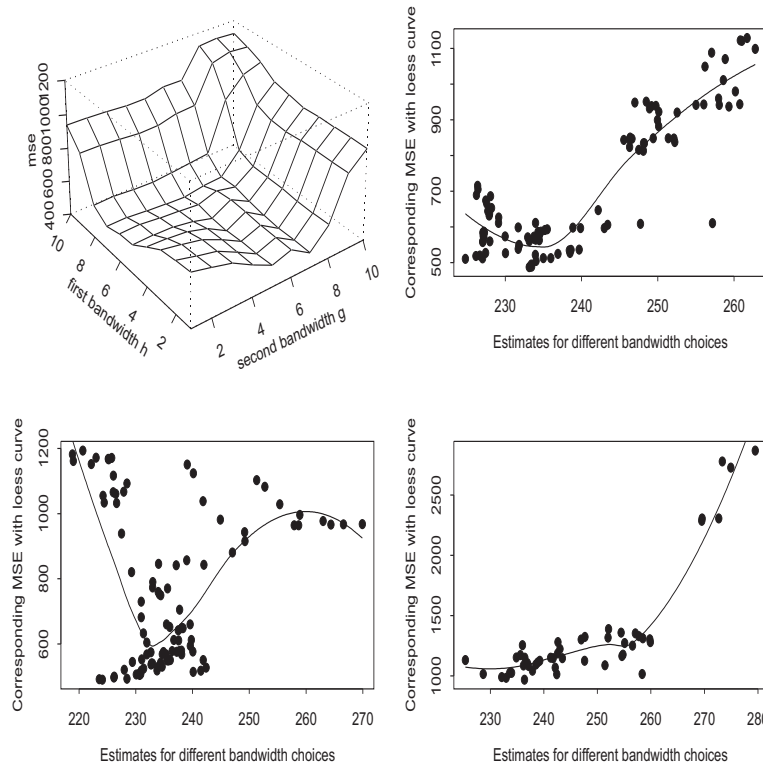 400 600 800 1000 1200
mse
10 8 6 4 2
first bandwidth h
2 4 6 8 10
second bandwidth g
500 700 900 1100
Corresponding MSE with loess curve
230 240 250 260
Estimates for different bandwidth choices
600 800 1000 1200
Corresponding MSE with loess curve
220 230 240 250 260 270
Estimates for different bandwidth choices
1000 1500 2000 2500
Corresponding MSE with loess curve
230 240 250 260 270 280
Estimates for different bandwidth choices